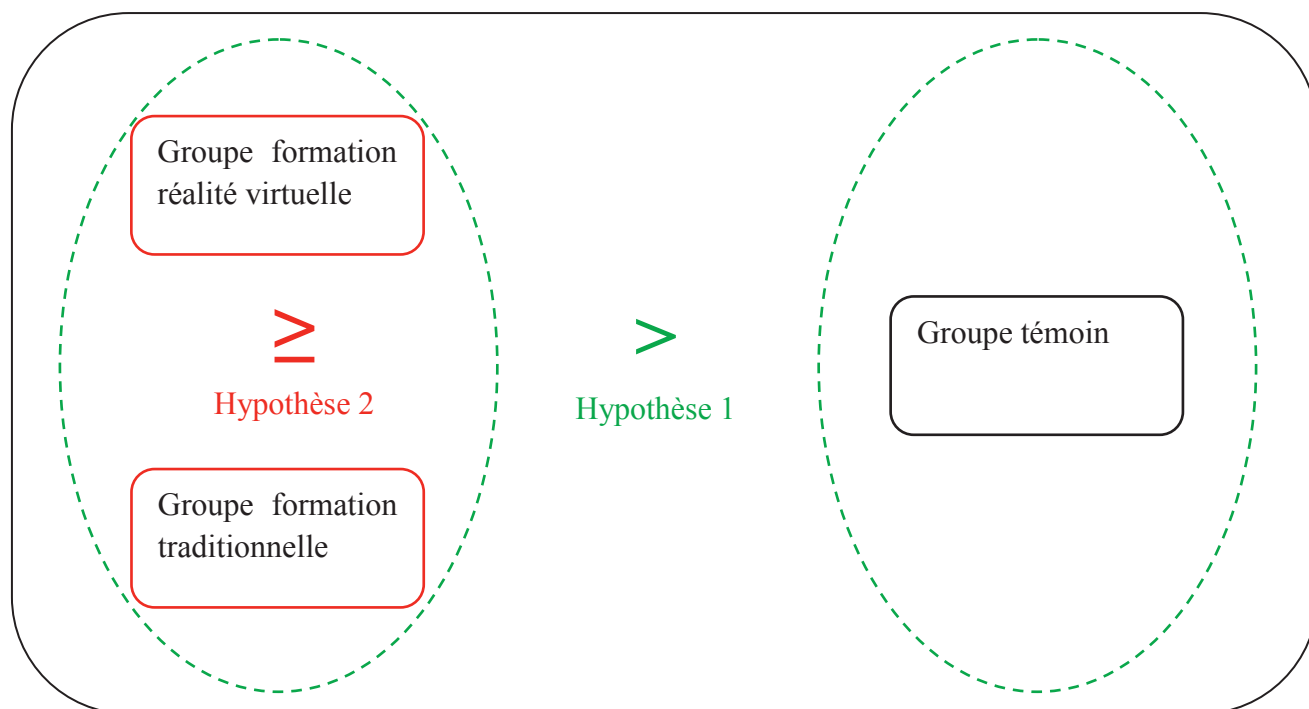 Groupe formation
réalité virtuelle
≥
Hypothèse 2
Groupe formation
traditionnelle
>
Hypothèse 1
Groupe témoin